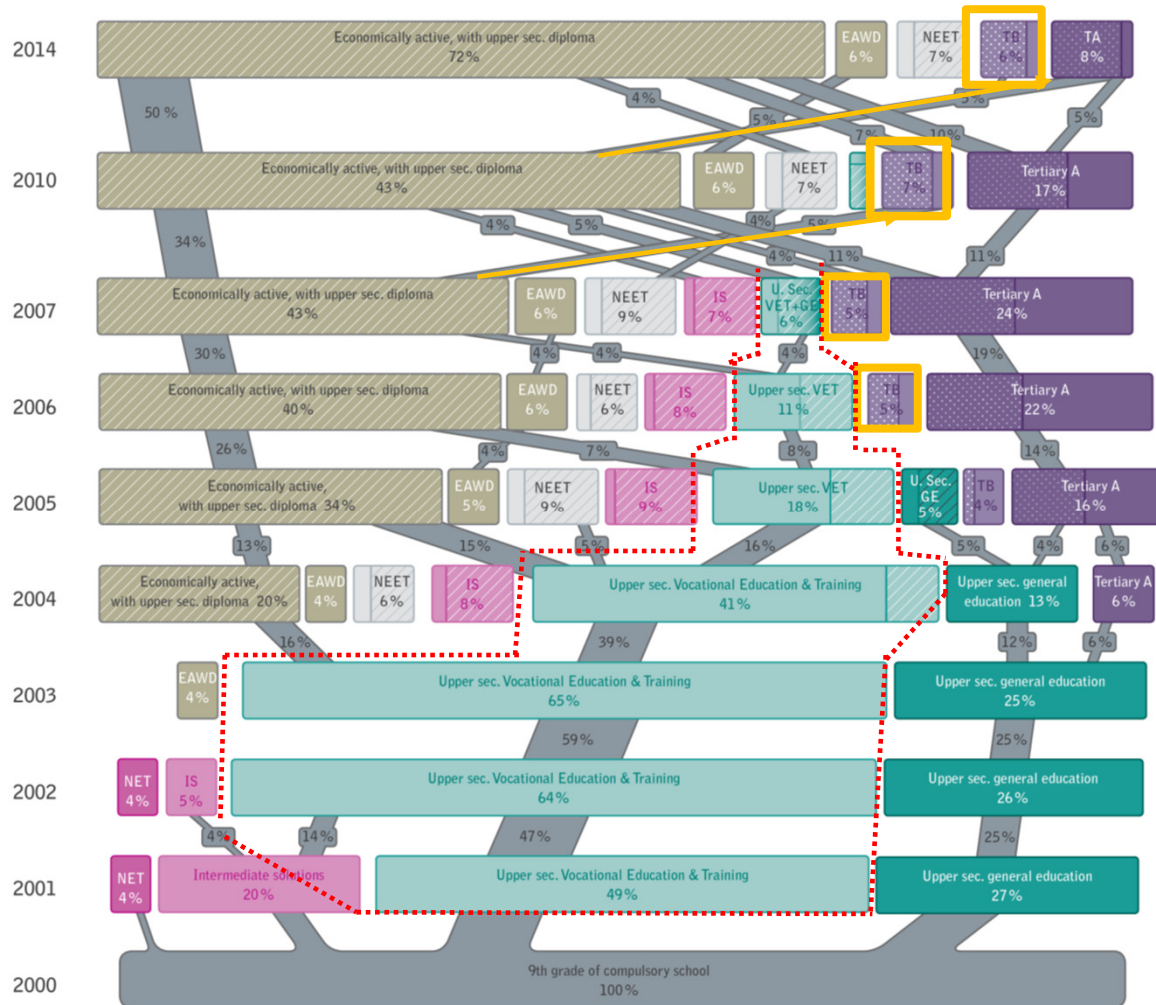 2014
Economically active, with upper sec. diploma
72%
EAWD
6%
NEET
7%
TB
6%
TA
8%
50%
4%
5%
7%
10%
5%
5%
2010
Economically active, with upper sec. diploma
43%
EAWD
6%
NEET
7%
TB
7%
Tertiary A
17%
34%
4%
5%
4%
5%
4%
11%
11%
2007
Economically active, with upper sec. diploma
43%
EAWD
6%
NEET
9%
IS
7%
U. Sec.
VET+GE
6%
TB
5%
Tertiary A
24%
30%
4%
4%
4%
19%
2006
Economically active, with upper sec. diploma
40%
EAWD
6%
NEET
6%
IS
8%
Upper sec. VET
11%
TB
5%
Tertiary A
22%
26%
4%
7%
8%
14%
2005
Economically active,
with upper sec. diploma 34%
EAWD
5%
NEET
9%
IS
9%
Upper sec. VET
18%
U. Sec.
GE
5%
TB
4%
Tertiary A
16%
13%
15%
5%
16%
5%
4%
6%
2004
Economically active,
with upper sec. diploma 20%
EAWD
4%
NEET
6%
IS
8%
Upper sec. Vocational Education & Training
41%
Upper sec. general
education 13%
Tertiary A
6%
16%
39%
12%
6%
2003
EAWD
4%
Upper sec. Vocational Education & Training
65%
Upper sec. general education
25%
59%
25%
2002
NET
4%
IS
5%
Upper sec. Vocational Education & Training
64%
Upper sec. general education
26%
4%
14%
47%
25%
2001
NET
4%
Intermediate solutions
20%
Upper sec. Vocational Education & Training
49%
Upper sec. general education
27%
2000
9th grade of compulsory school
100%